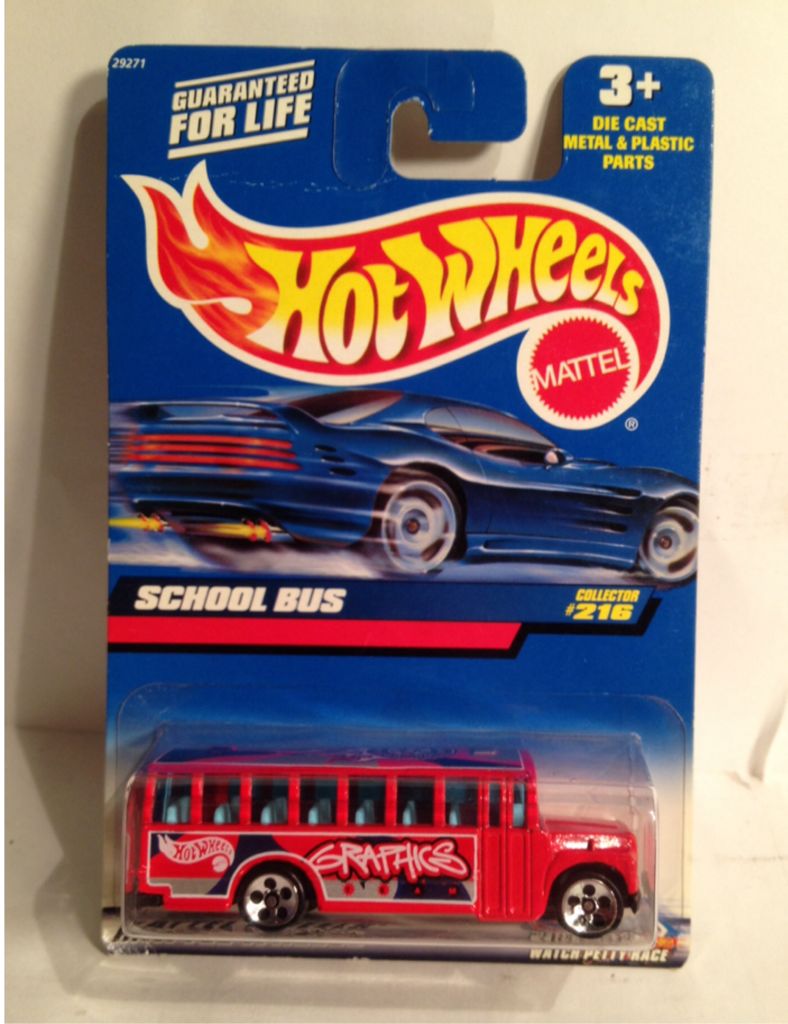 29271
GUARANTEED
FOR LIFE
3+
DIE CAST
METAL & PLASTIC
PARTS
HOT WHEELS
MATTEL
®
SCHOOL BUS
COLLECTOR
#216
HOT WHEELS
GRAPHICS
WATCH PETTY RACE